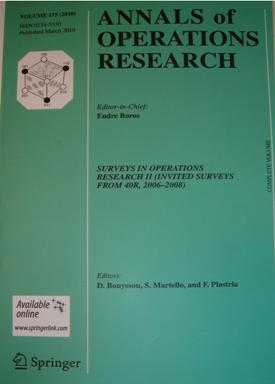 VOLUME 175 (2010)
ISSN 0254-5330
Published March 2010
ANNALS of
OPERATIONS
RESEARCH
Editor-in-Chief:
Endre Boros
SURVEYS IN OPERATIONS
RESEARCH II (INVITED SURVEYS
FROM 4OR, 2006–2008)
COMPLETE VOLUME
Editors:
D. Bouyssou, S. Martello, and F. Plastria
Available
online
www.springerlink.com
Springer